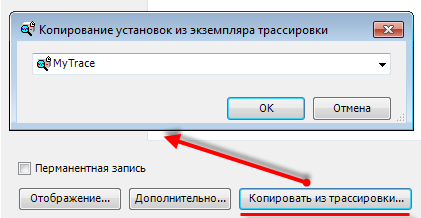 Копирование установок из экземпляра трассировки
MyTrace
OK
Отмена
Перманентная запись
Отображение...
Дополнительно...
Копировать из трассировки...